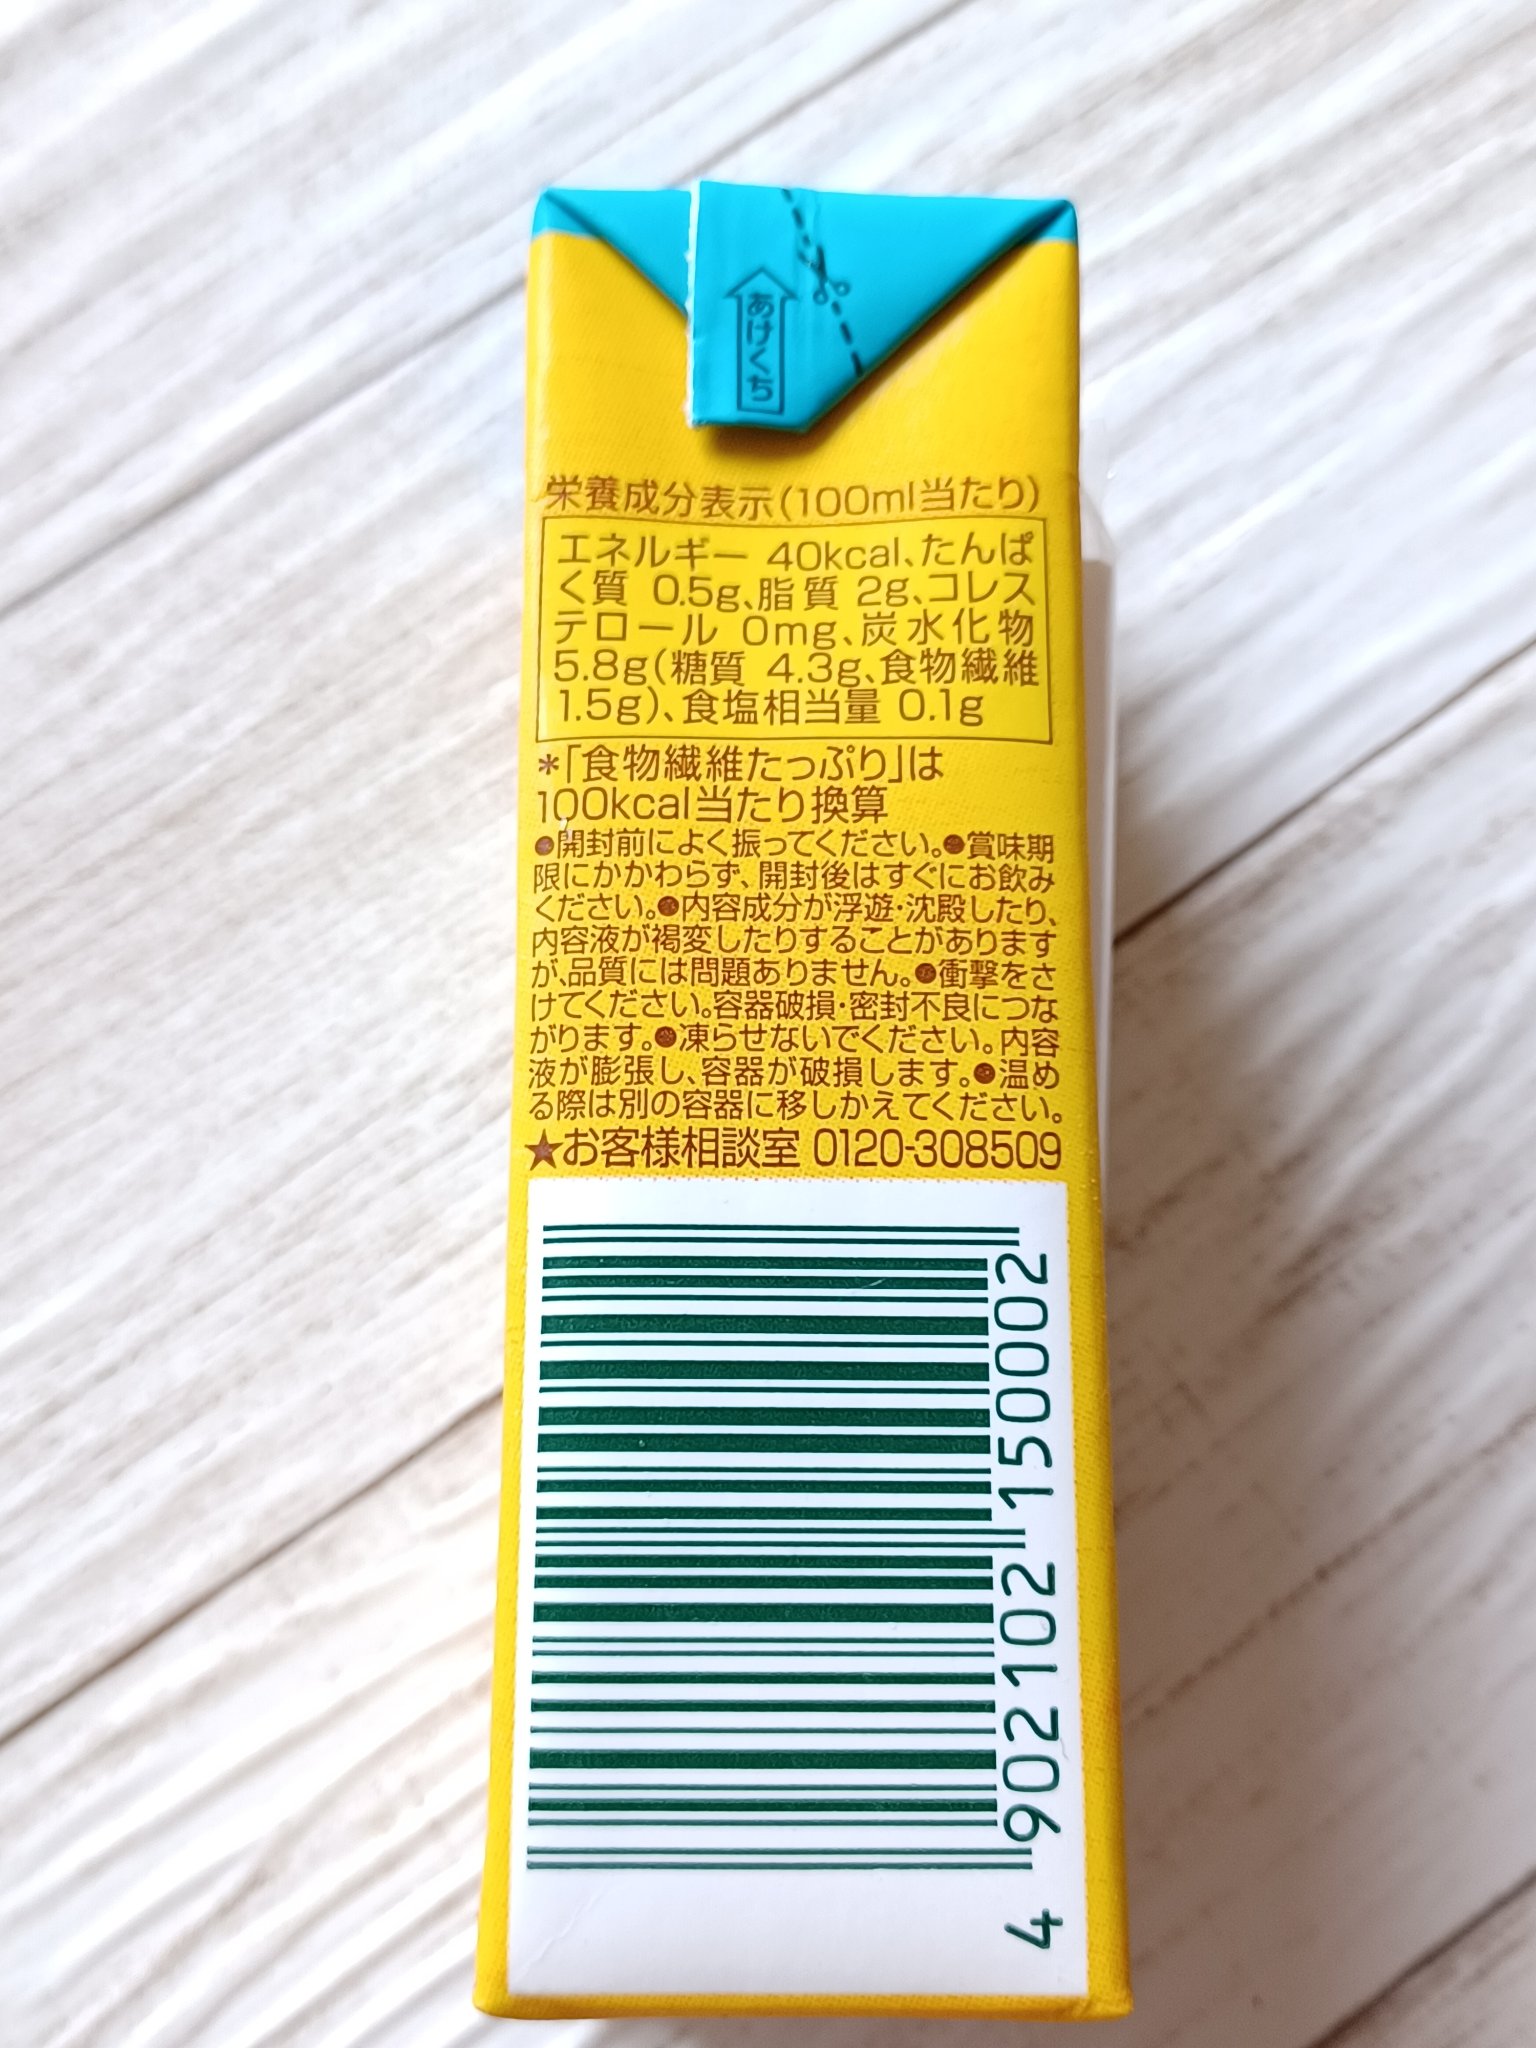 あけくち
栄養成分表示(100ml当たり)
エネルギー 40kcal、たんぱ
く質 0.5g、脂質 2g、コレス
テロール 0mg、炭水化物
5.8g(糖質 4.3g、食物繊維
1.5g)、食塩相当量 0.1g
*「食物繊維たっぷり」は
100kcal当たり換算
●開封前によく振ってください。●賞味期
限にかかわらず、開封後はすぐにお飲み
ください。●内容成分が浮遊・沈殿したり、
内容液が褐変したりすることがあります
が、品質には問題ありません。●衝撃をさ
けてください。容器破損・密封不良につな
がります。●凍らせないでください。内容
液が膨張し、容器が破損します。●温め
る際は別の容器に移しかえてください。
★お客様相談室 0120-308509
4 902102 150002